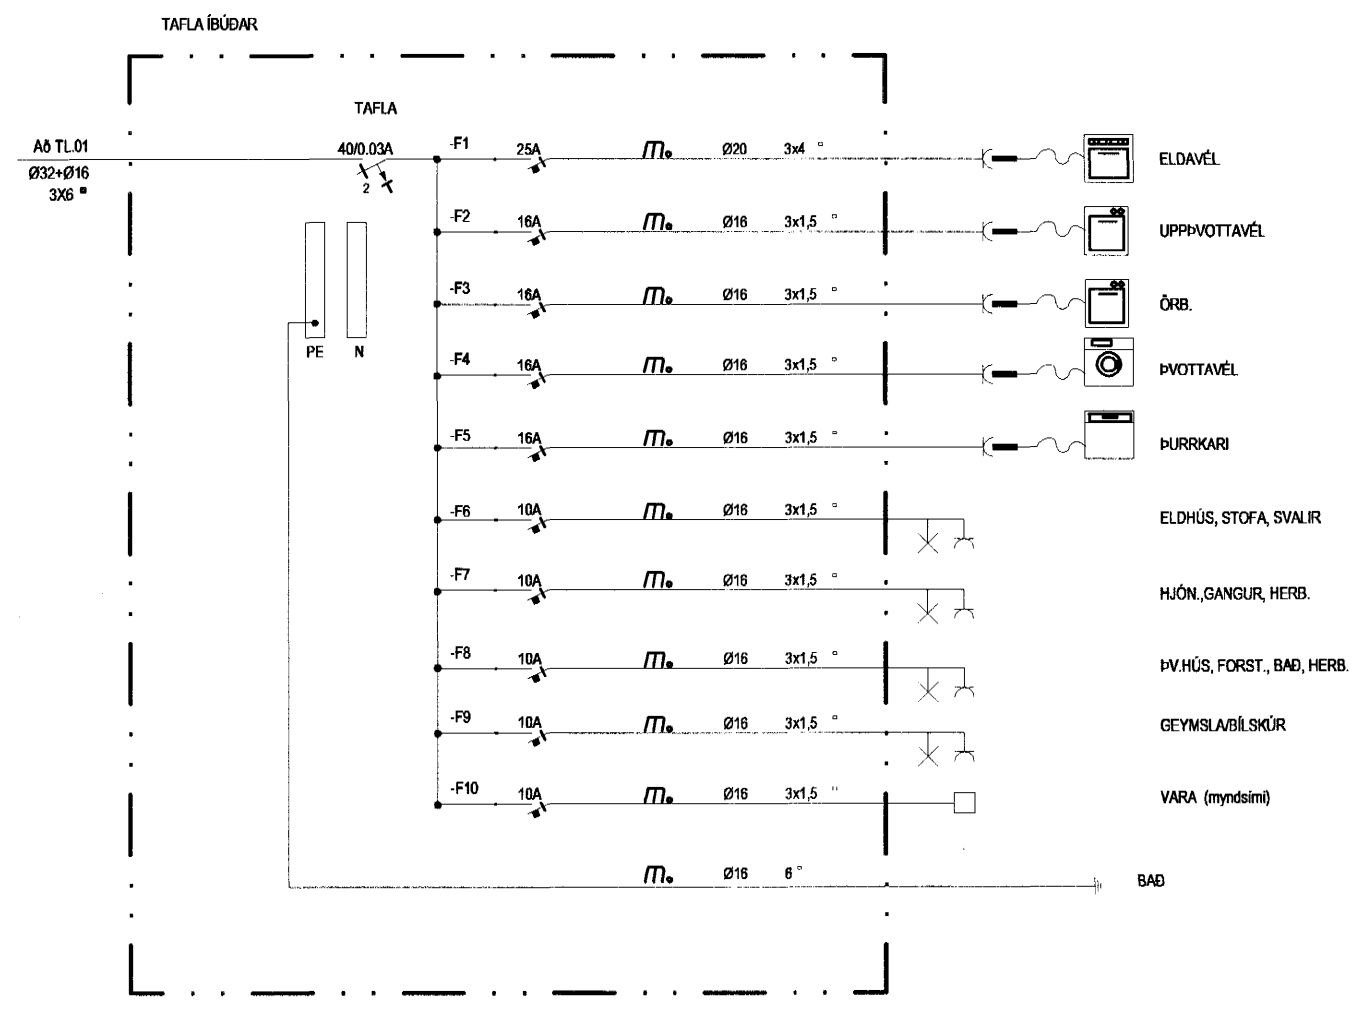 TAFLA ÍBÚÐAR
TAFLA
Að TL.01
Ø32+Ø16
3X6 □
40/0.03A
2
PE N
-F1 25A m. Ø20 3x4 □ ELDAVÉL
-F2 16A m. Ø16 3x1,5 □ UPPÞVOTTAVÉL
-F3 16A m. Ø16 3x1,5 □ ÖRB.
-F4 16A m. Ø16 3x1,5 □ ÞVOTTAVÉL
-F5 16A m. Ø16 3x1,5 □ ÞURRKARI
-F6 10A m. Ø16 3x1,5 □ ELDHÚS, STOFA, SVALIR
-F7 10A m. Ø16 3x1,5 □ HJÓN.,GANGUR, HERB.
-F8 10A m. Ø16 3x1,5 □ ÞV.HÚS, FORST., BAÐ, HERB.
-F9 10A m. Ø16 3x1,5 □ GEYMSLA/BÍLSKÚR
-F10 10A m. Ø16 3x1,5 □ VARA (myndsími)
m. Ø16 6 □ BAÐ